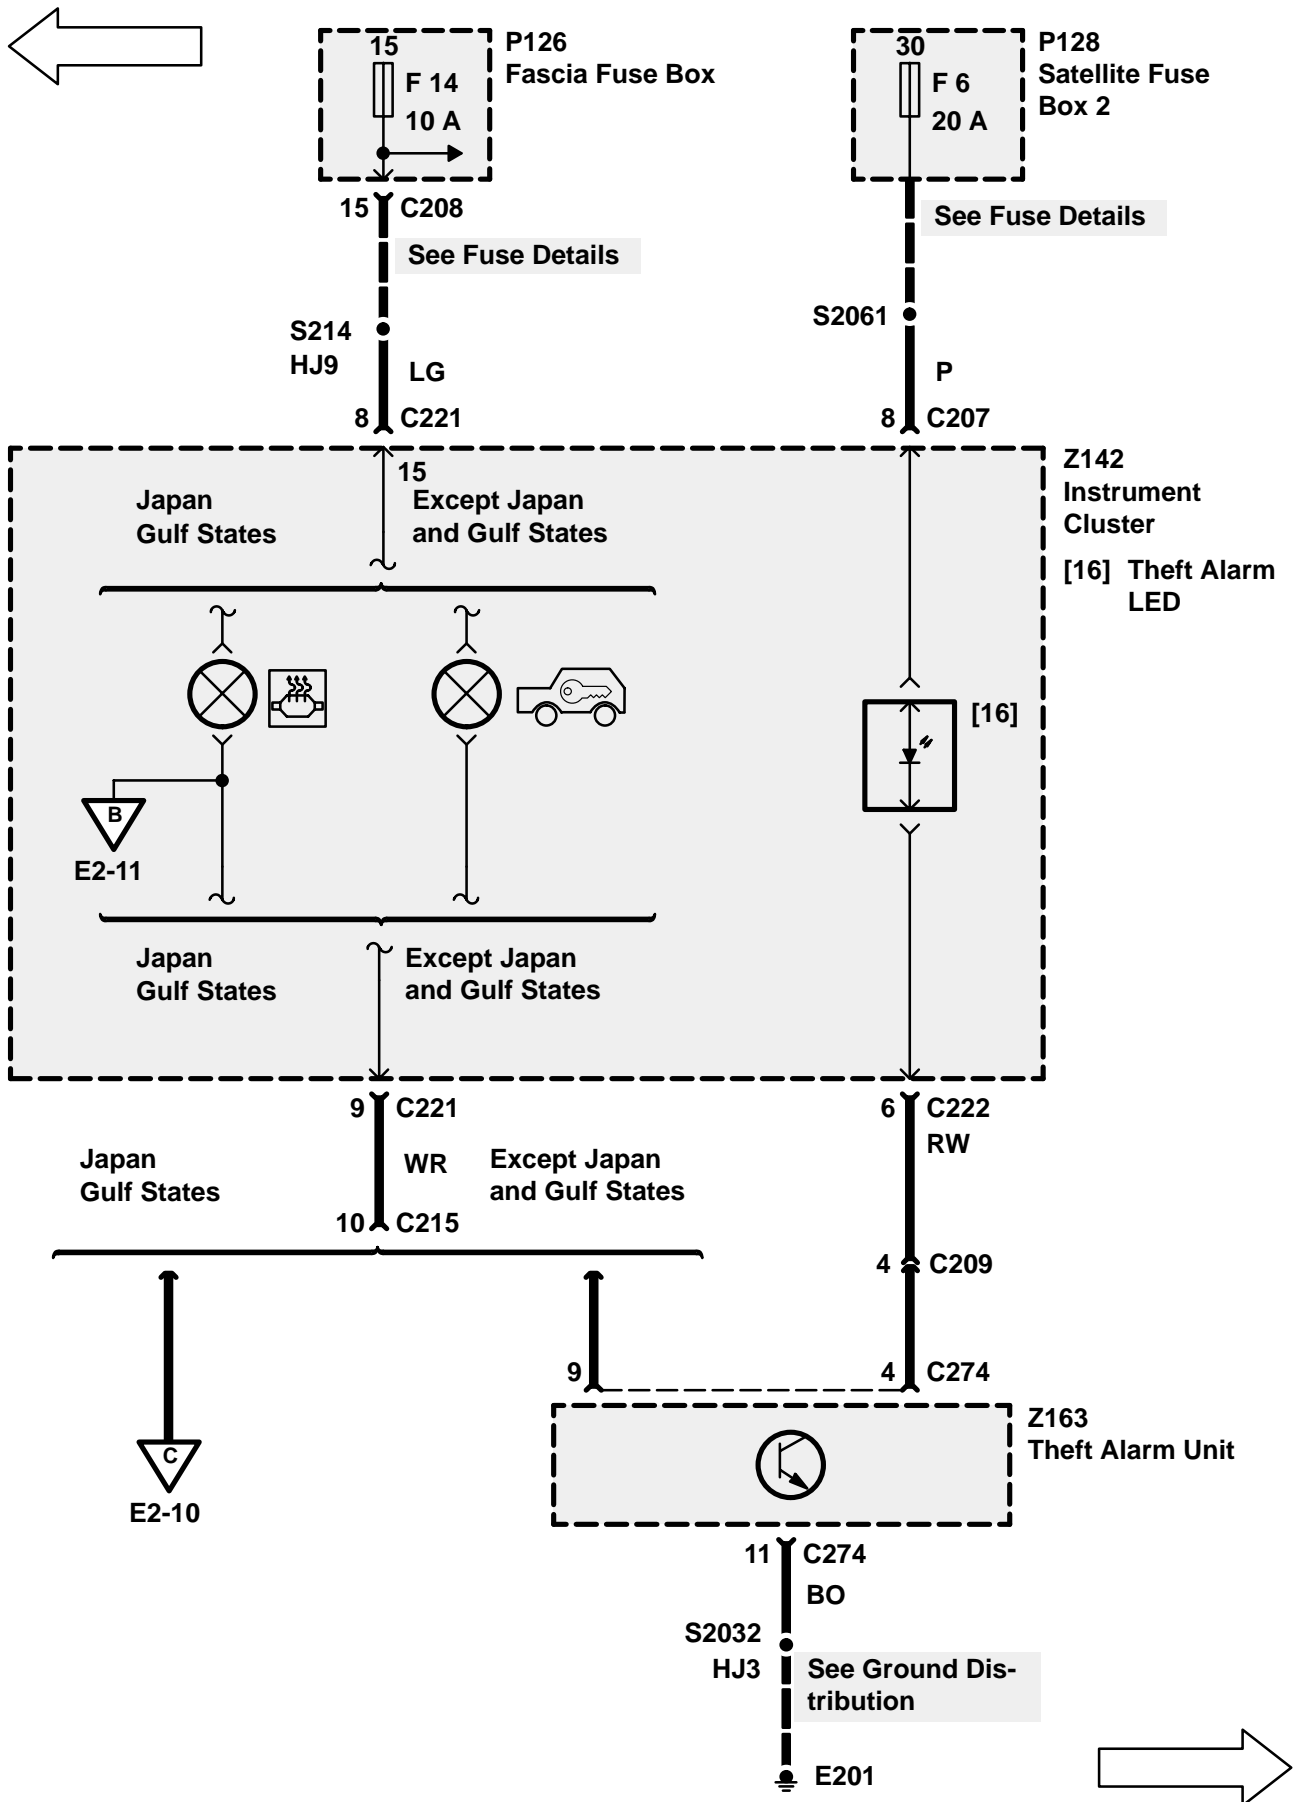 15
F 14
10 A
P126
Fascia Fuse Box
30
F 6
20 A
P128
Satellite Fuse
Box 2
15 C208
See Fuse Details
See Fuse Details
S214
HJ9
LG
S2061
P
8 C221
8 C207
15
Japan
Gulf States
Except Japan
and Gulf States
Z142
Instrument
Cluster
[16] Theft Alarm
LED
[16]
B
E2-11
Japan
Gulf States
Except Japan
and Gulf States
9 C221
6 C222
RW
Japan
Gulf States
WR
Except Japan
and Gulf States
10 C215
4 C209
9
4 C274
Z163
Theft Alarm Unit
C
E2-10
11 C274
BO
S2032
HJ3
See Ground Dis-
tribution
E201